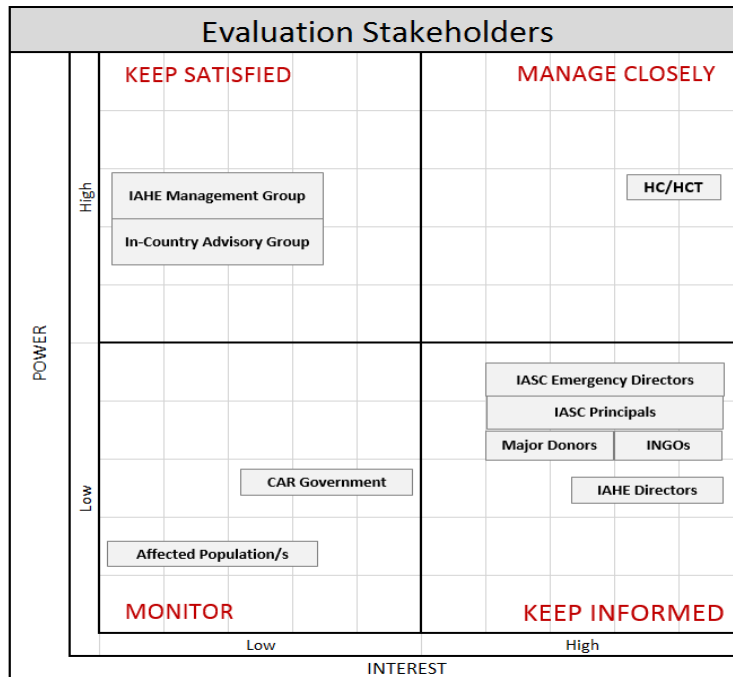 Evaluation Stakeholders
KEEP SATISFIED
MANAGE CLOSELY
High
IAHE Management Group
In-Country Advisory Group
HC/HCT
POWER
IASC Emergency Directors
IASC Principals
Major Donors
INGOs
IAHE Directors
Low
CAR Government
Affected Population/s
MONITOR
KEEP INFORMED
Low
High
INTEREST